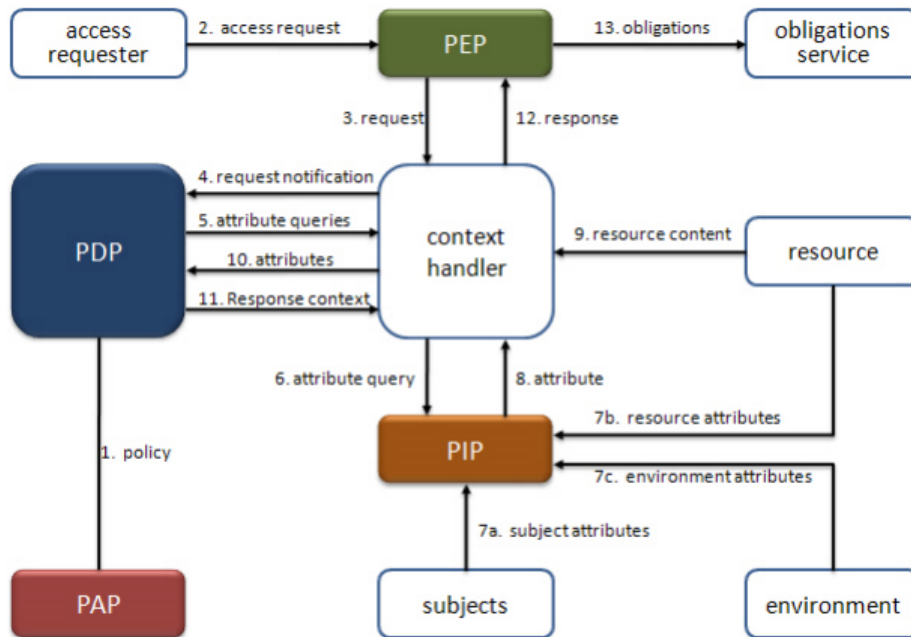 access
requester
2. access request
PEP
13. obligations
obligations
service
3. request
12. response
PDP
4. request notification
5. attribute queries
10. attributes
11. Response context
context
handler
9. resource content
resource
6. attribute query
8. attribute
7b. resource attributes
PIP
7c. environment attributes
1. policy
7a. subject attributes
PAP
subjects
environment